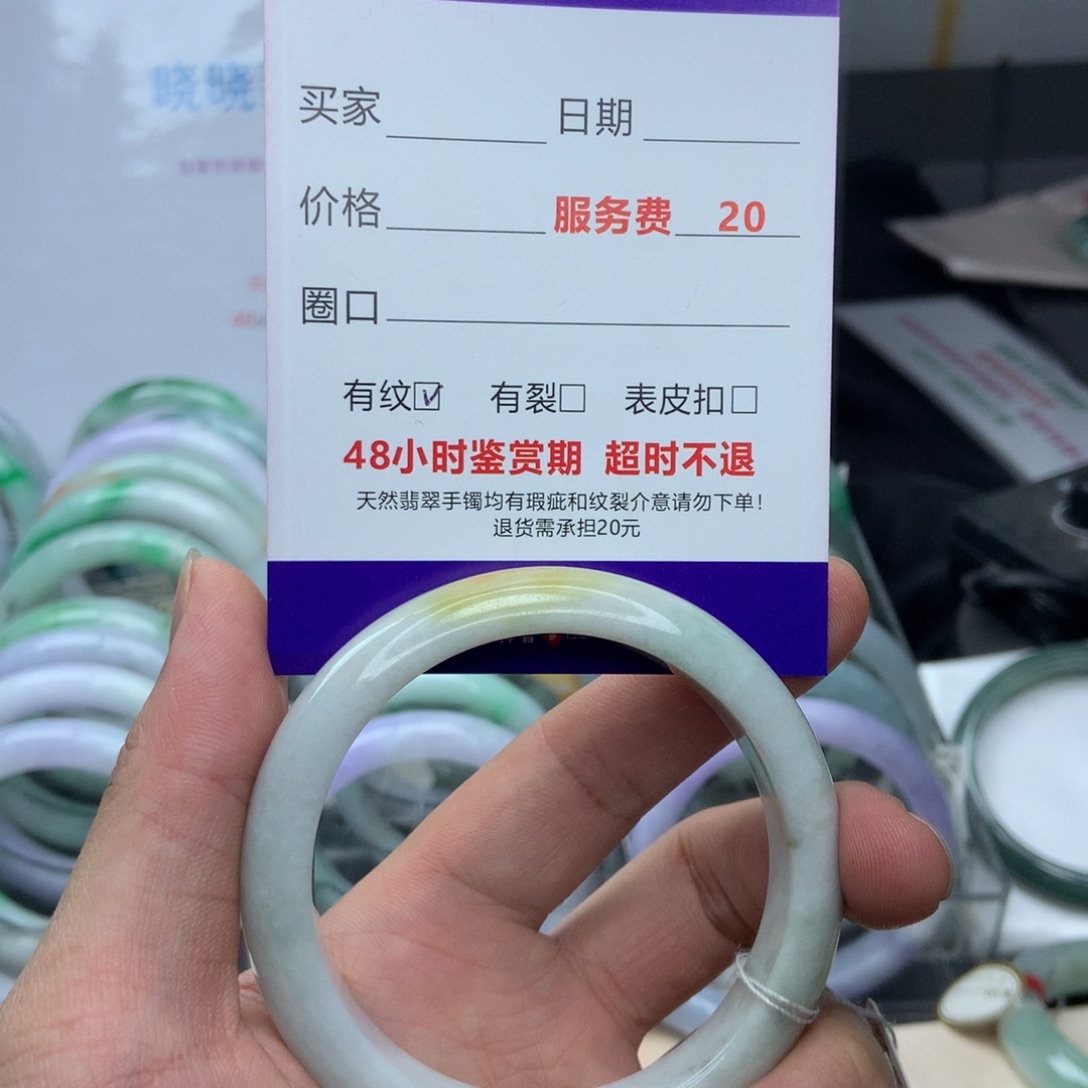 晓晓
买家 日期
价格 服务费 20
圈口
有纹☑ 有裂□ 表皮扣□
48小时鉴赏期 超时不退
天然翡翠手镯均有瑕疵和纹裂介意请勿下单！
退货需承担20元